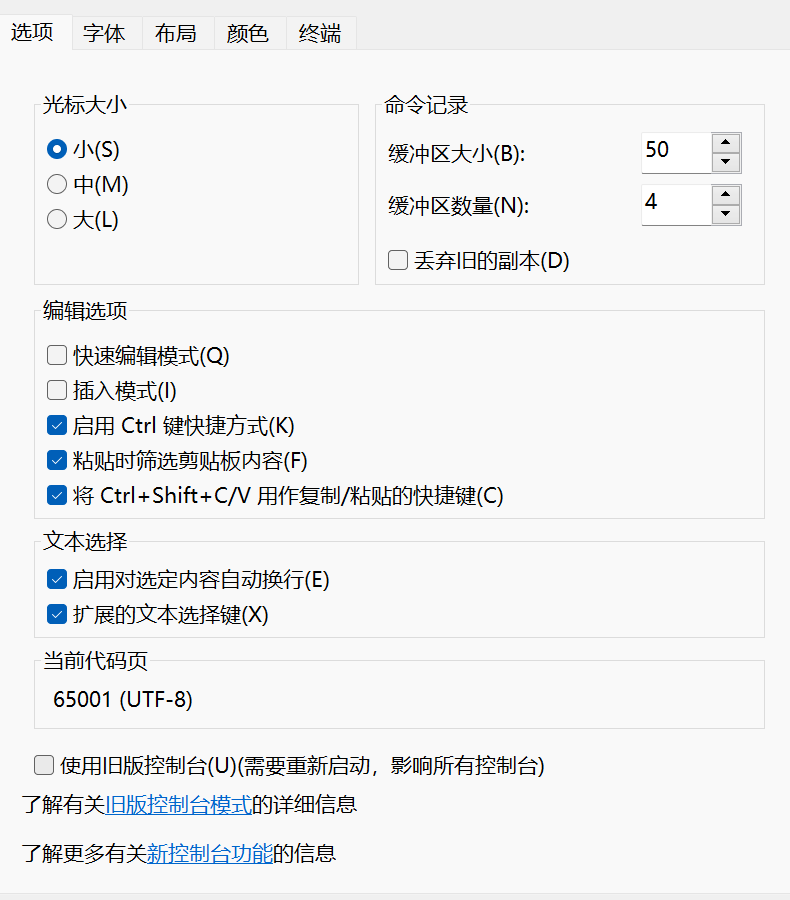 选项 字体 布局 颜色 终端
光标大小
小(S)
中(M)
大(L)
命令记录
缓冲区大小(B): 50
缓冲区数量(N): 4
丢弃旧的副本(D)
编辑选项
快速编辑模式(Q)
插入模式(I)
启用 Ctrl 键快捷方式(K)
粘贴时筛选剪贴板内容(F)
将 Ctrl+Shift+C/V 用作复制/粘贴的快捷键(C)
文本选择
启用对选定内容自动换行(E)
扩展的文本选择键(X)
当前代码页
65001 (UTF-8)
使用旧版控制台(U)(需要重新启动，影响所有控制台)
了解有关旧版控制台模式的详细信息
了解更多有关新控制台功能的信息